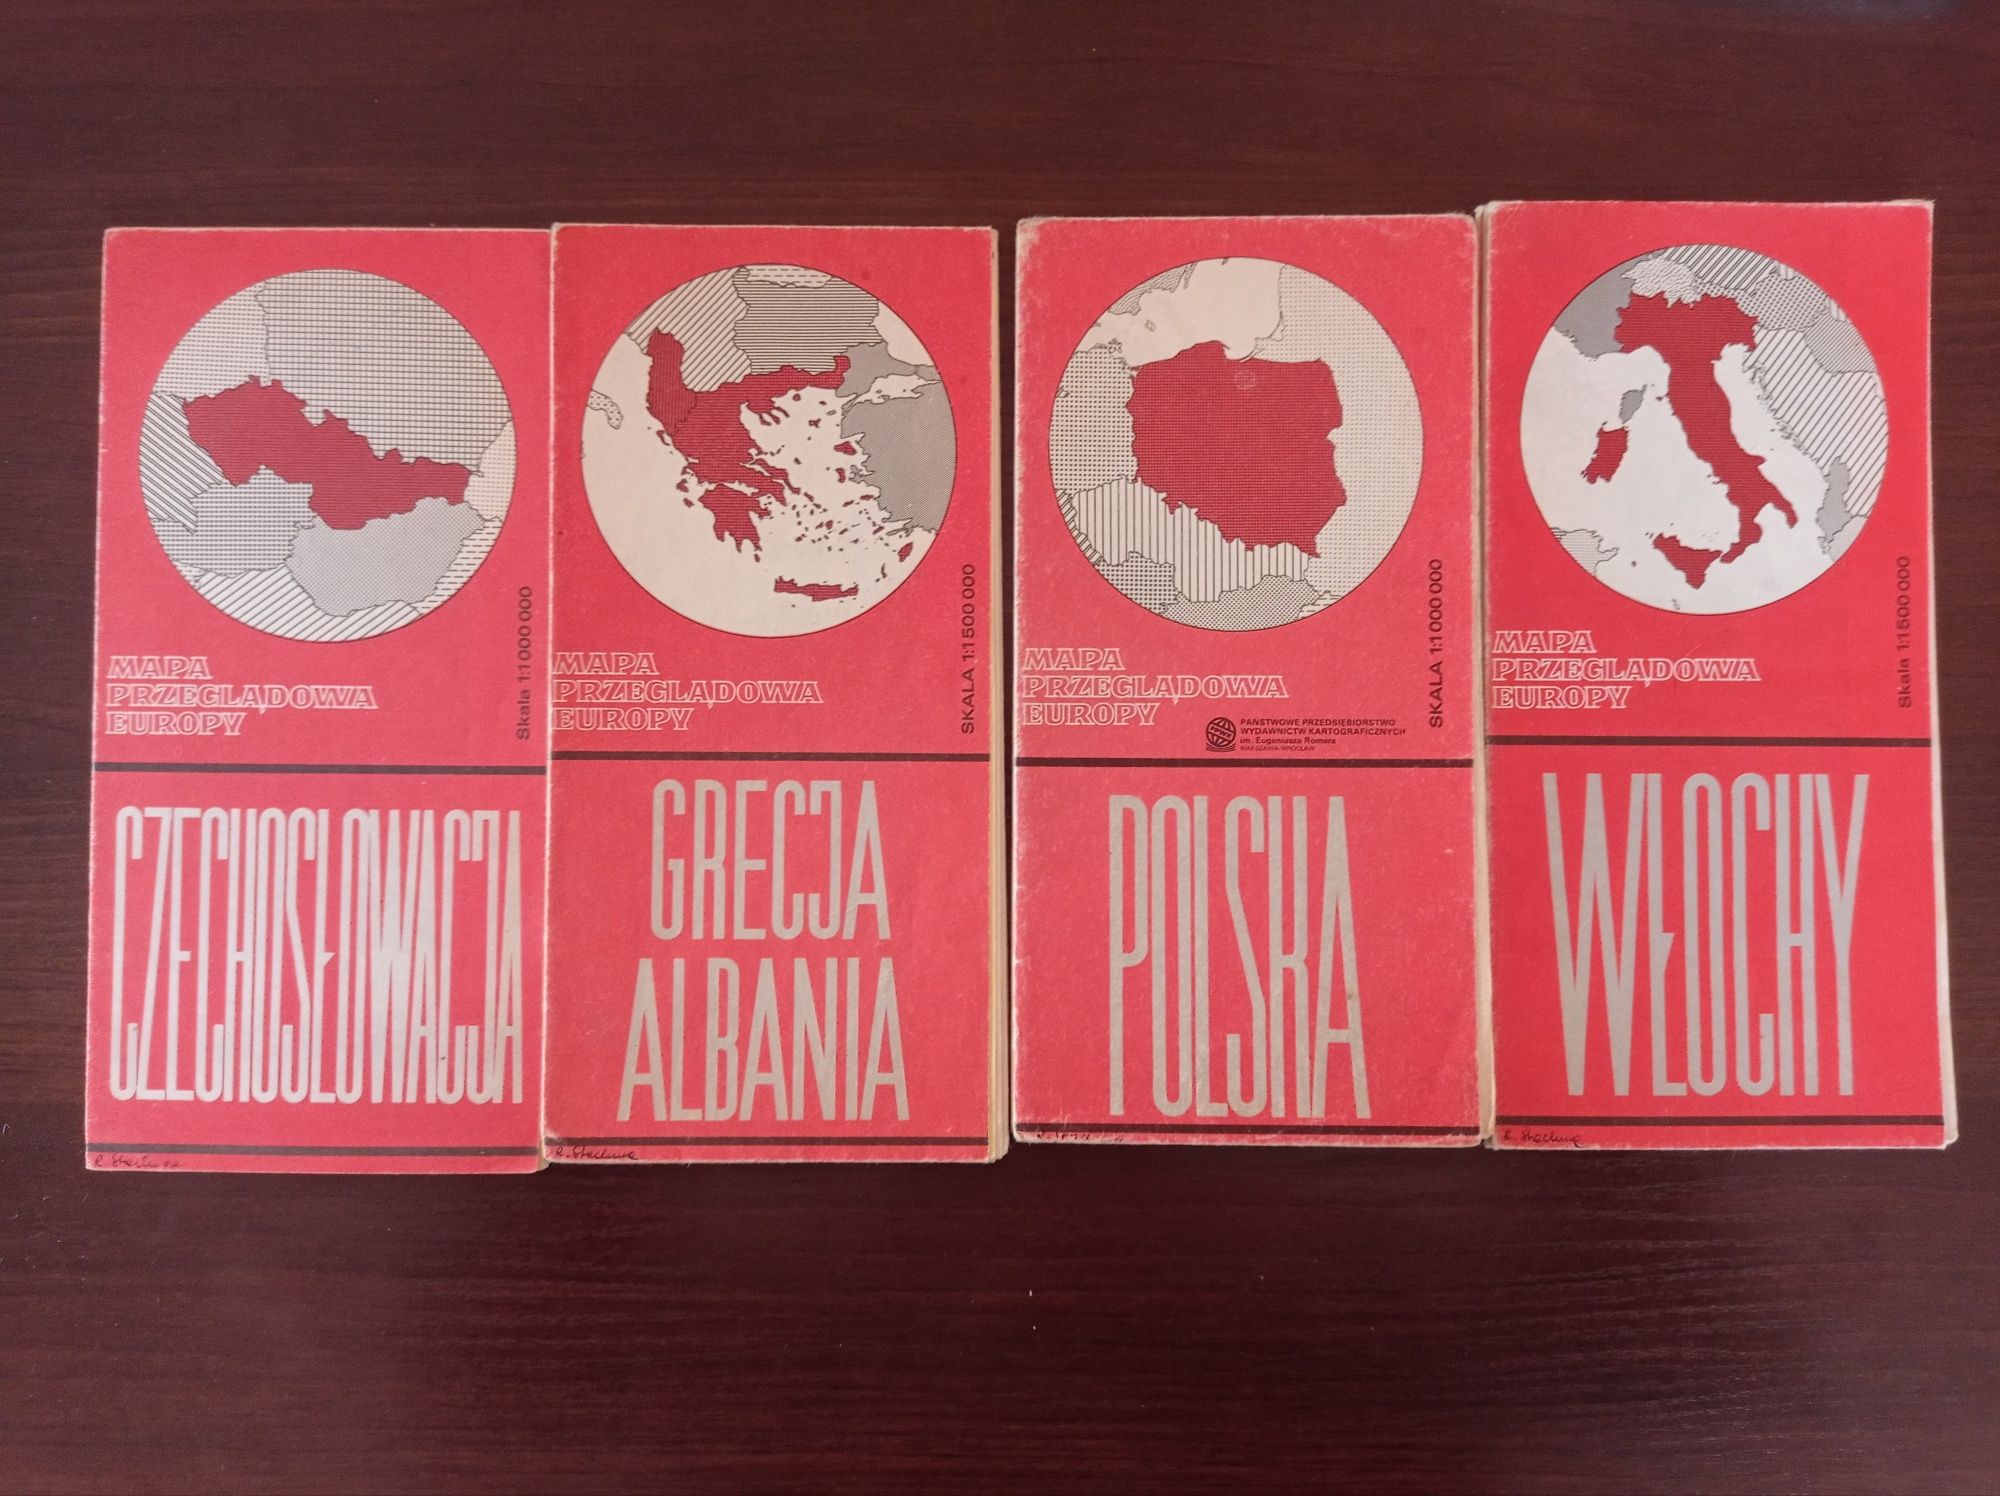 Skala 1:1 000 000
MAPA
PRZEGLĄDOWA
EUROPY
CZECHOSŁOWACJA
SKALA 1:1 500 000
MAPA
PRZEGLĄDOWA
EUROPY
GRECJA
ALBANIA
SKALA 1:1 000 000
MAPA
PRZEGLĄDOWA
EUROPY
PPWK
PAŃSTWOWE PRZEDSIĘBIORSTWO
WYDAWNICTW KARTOGRAFICZNYCH
im. Eugeniusza Romera
WARSZAWA-WROCŁAW
POLSKA
Skala 1:1 500 000
MAPA
PRZEGLĄDOWA
EUROPY
WŁOCHY